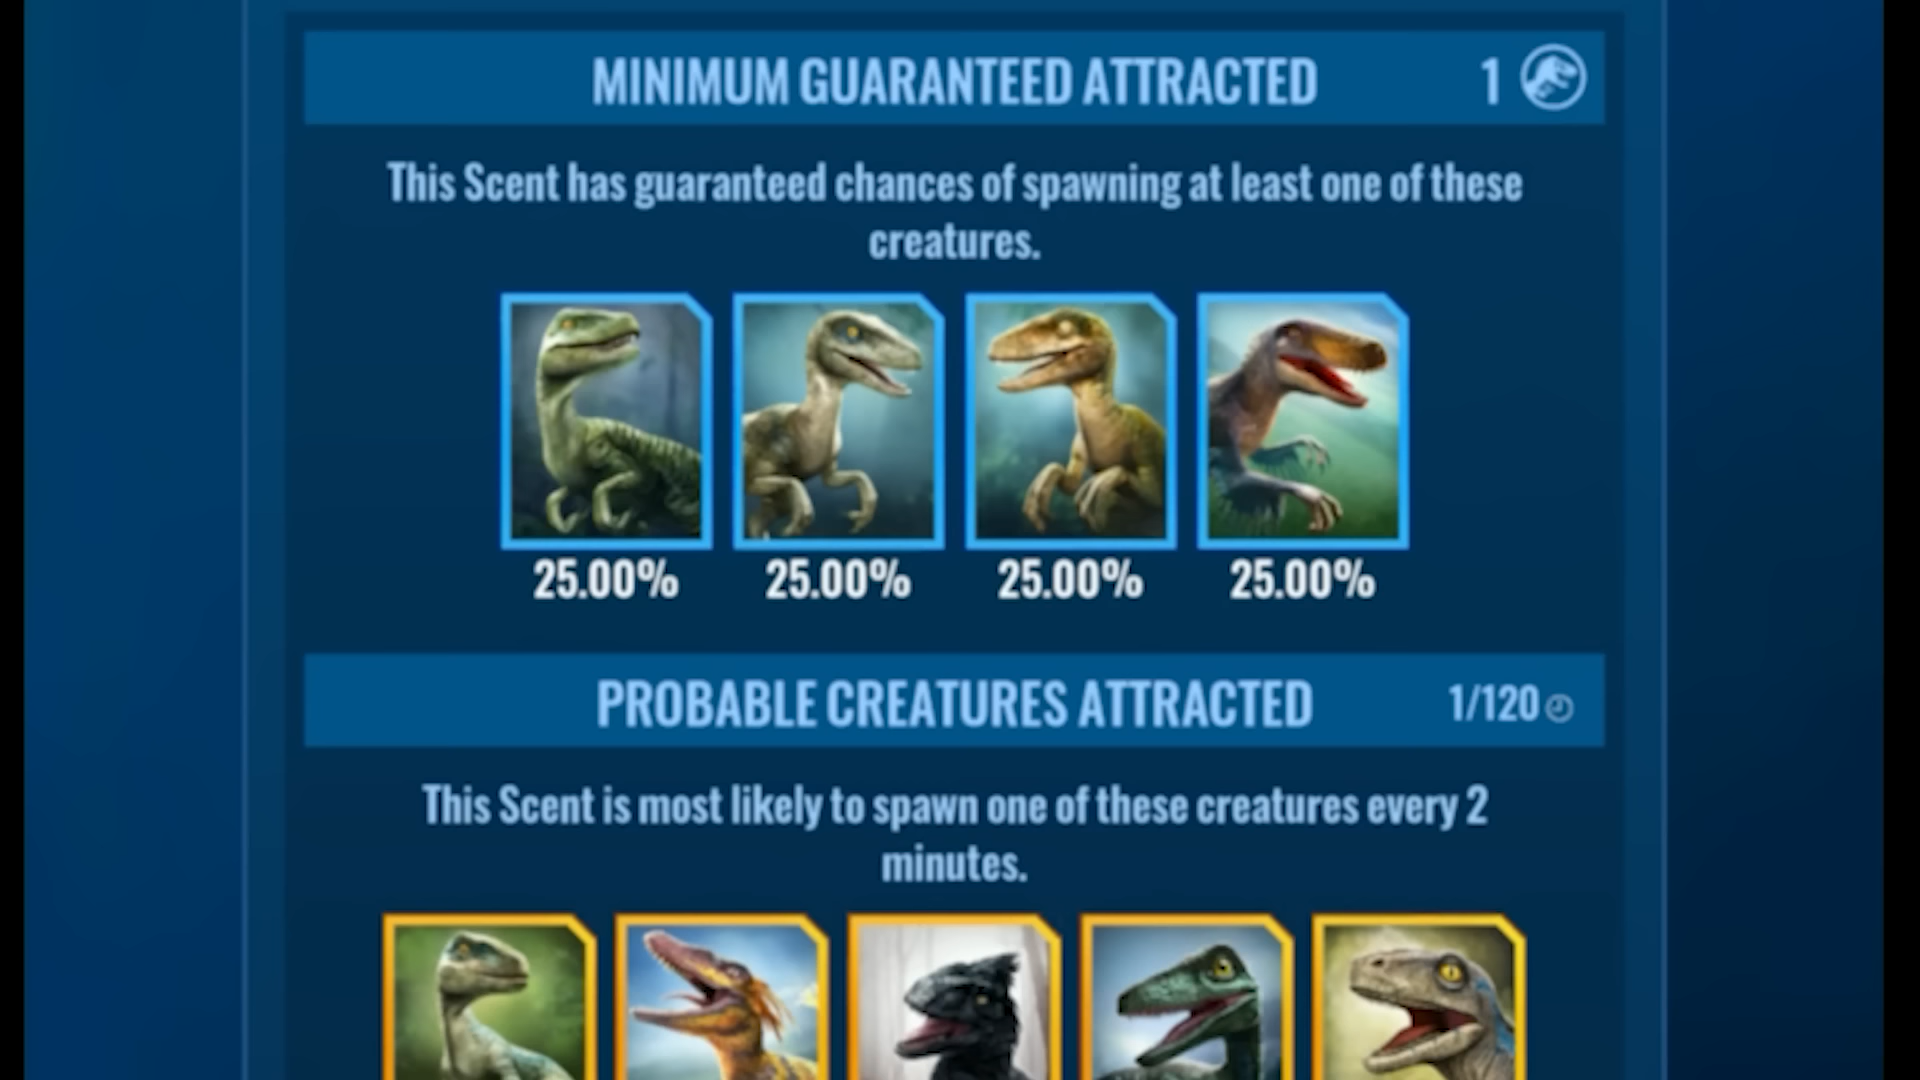 MINIMUM GUARANTEED ATTRACTED 1
This Scent has guaranteed chances of spawning at least one of these
creatures.
25.00% 25.00% 25.00% 25.00%
PROBABLE CREATURES ATTRACTED 1/120
This Scent is most likely to spawn one of these creatures every 2
minutes.